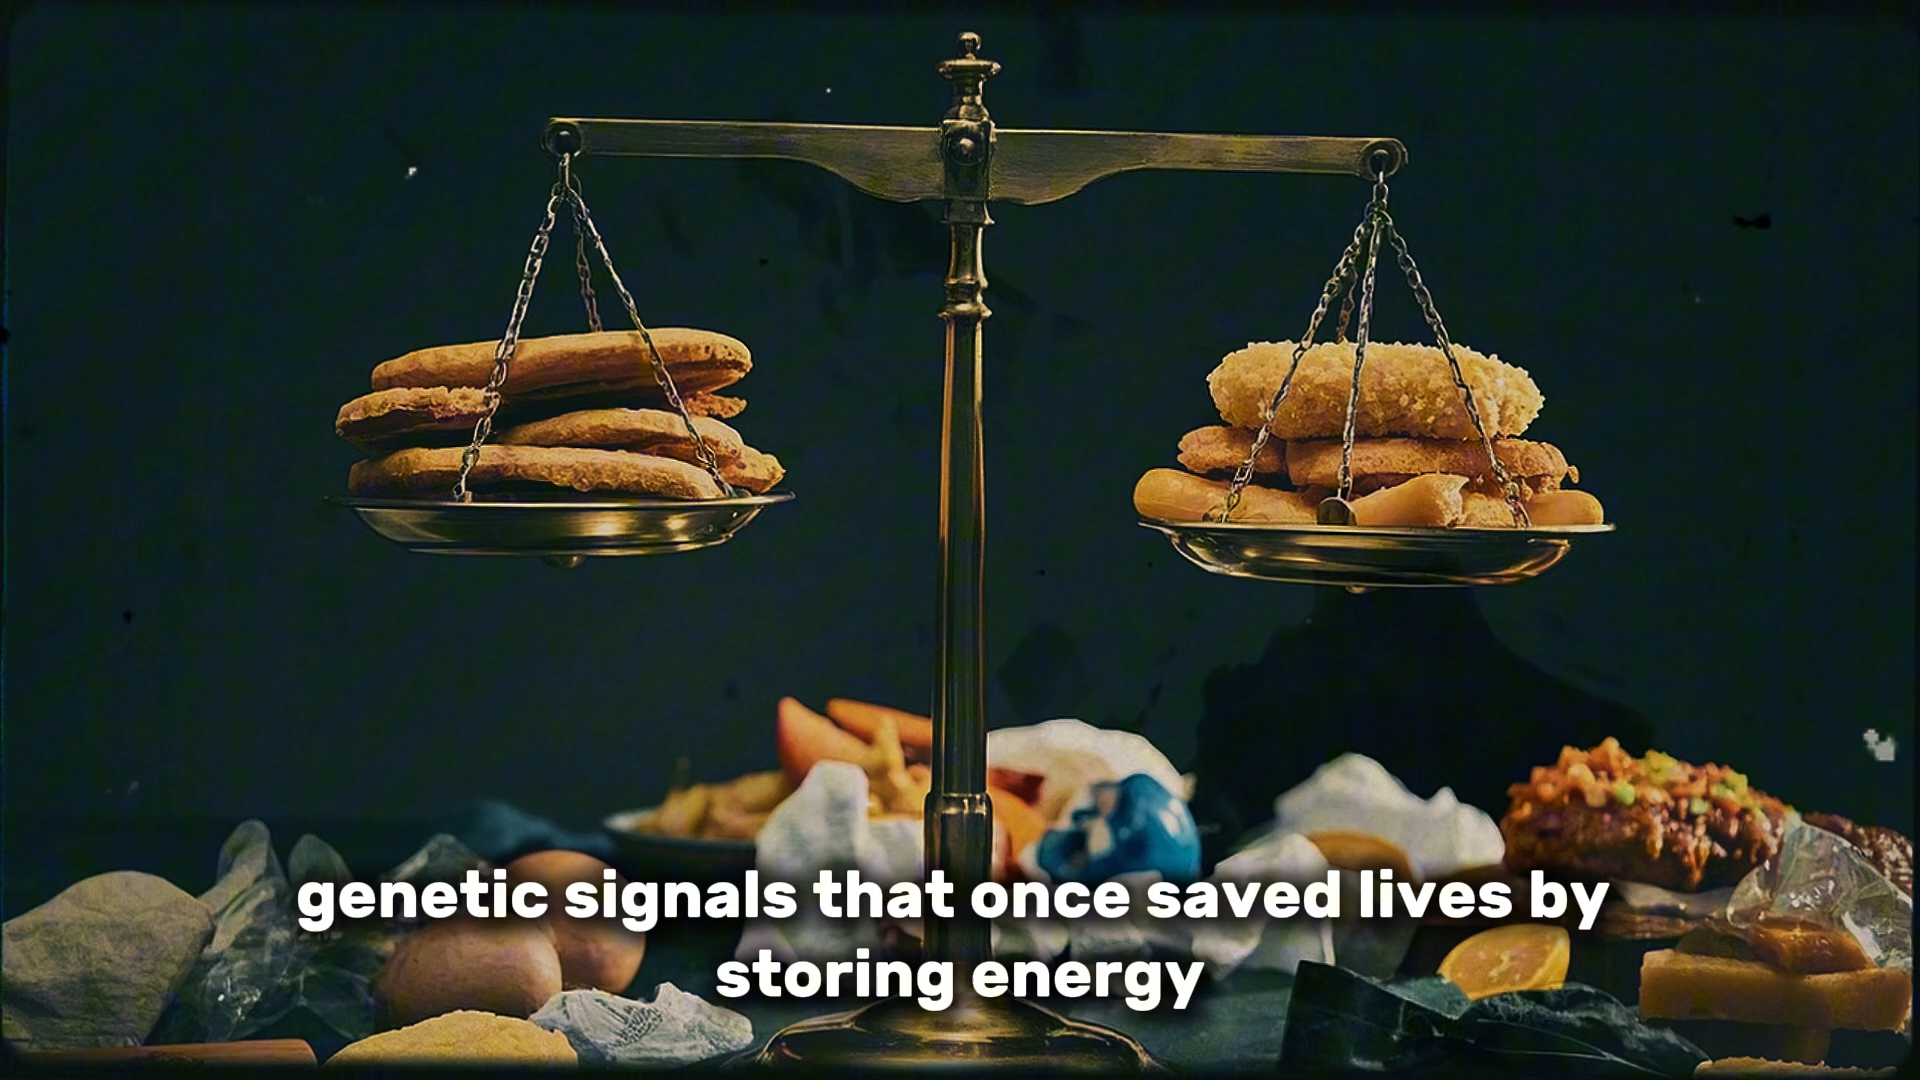 genetic signals that once saved lives by
storing energy